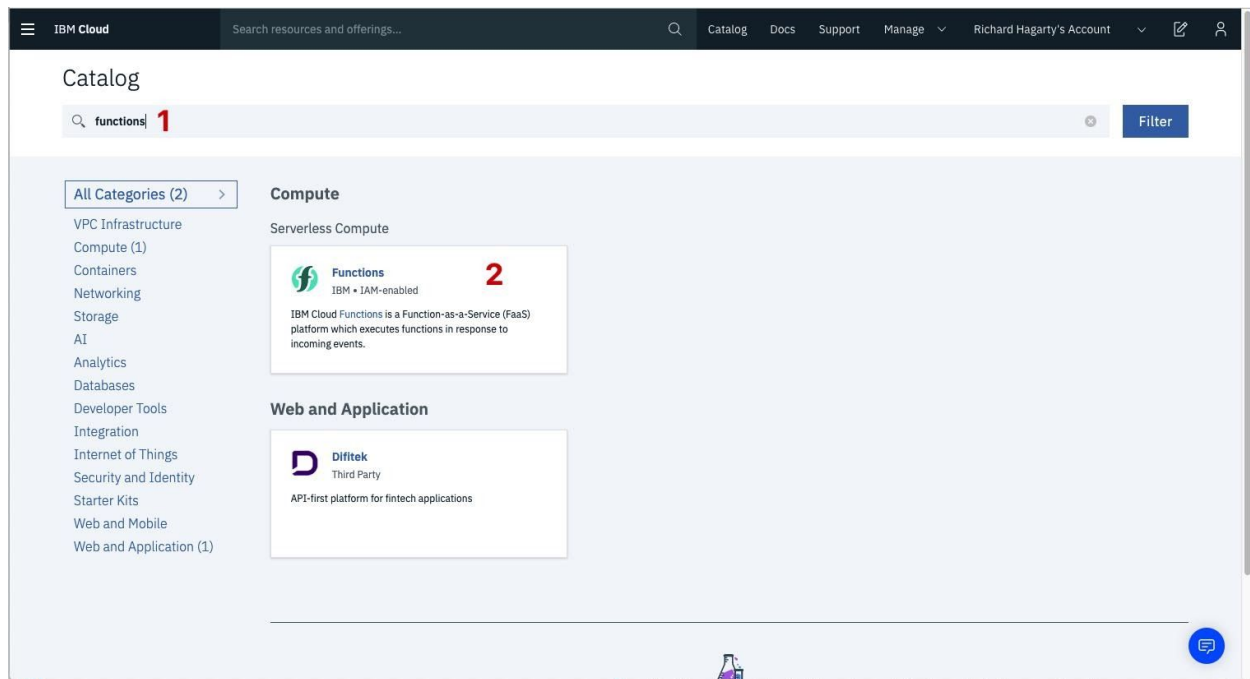 IBM Cloud
Search resources and offerings...
Catalog
Docs
Support
Manage
Richard Hagarty's Account
Catalog
functions 1
Filter
All Categories (2)
VPC Infrastructure
Compute (1)
Containers
Networking
Storage
AI
Analytics
Databases
Developer Tools
Integration
Internet of Things
Security and Identity
Starter Kits
Web and Mobile
Web and Application (1)
Compute
Serverless Compute
Functions
2
IBM • IAM-enabled
IBM Cloud Functions is a Function-as-a-Service (FaaS)
platform which executes functions in response to
incoming events.
Web and Application
Difitek
Third Party
API-first platform for fintech applications